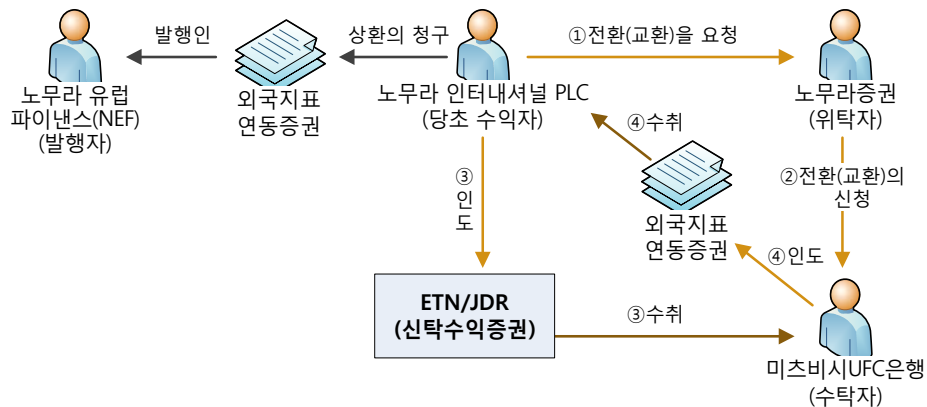 발행인
상환의 청구
①전환(교환)을 요청
노무라 유럽
파이낸스(NEF)
(발행자)
외국지표
연동증권
노무라 인터내셔널 PLC
(당초 수익자)
노무라증권
(위탁자)
④수취
②전환(교환)의
신청
③
인
도
외국지표
연동증권
④인도
ETN/JDR
(신탁수익증권)
③수취
미츠비시UFC은행
(수탁자)